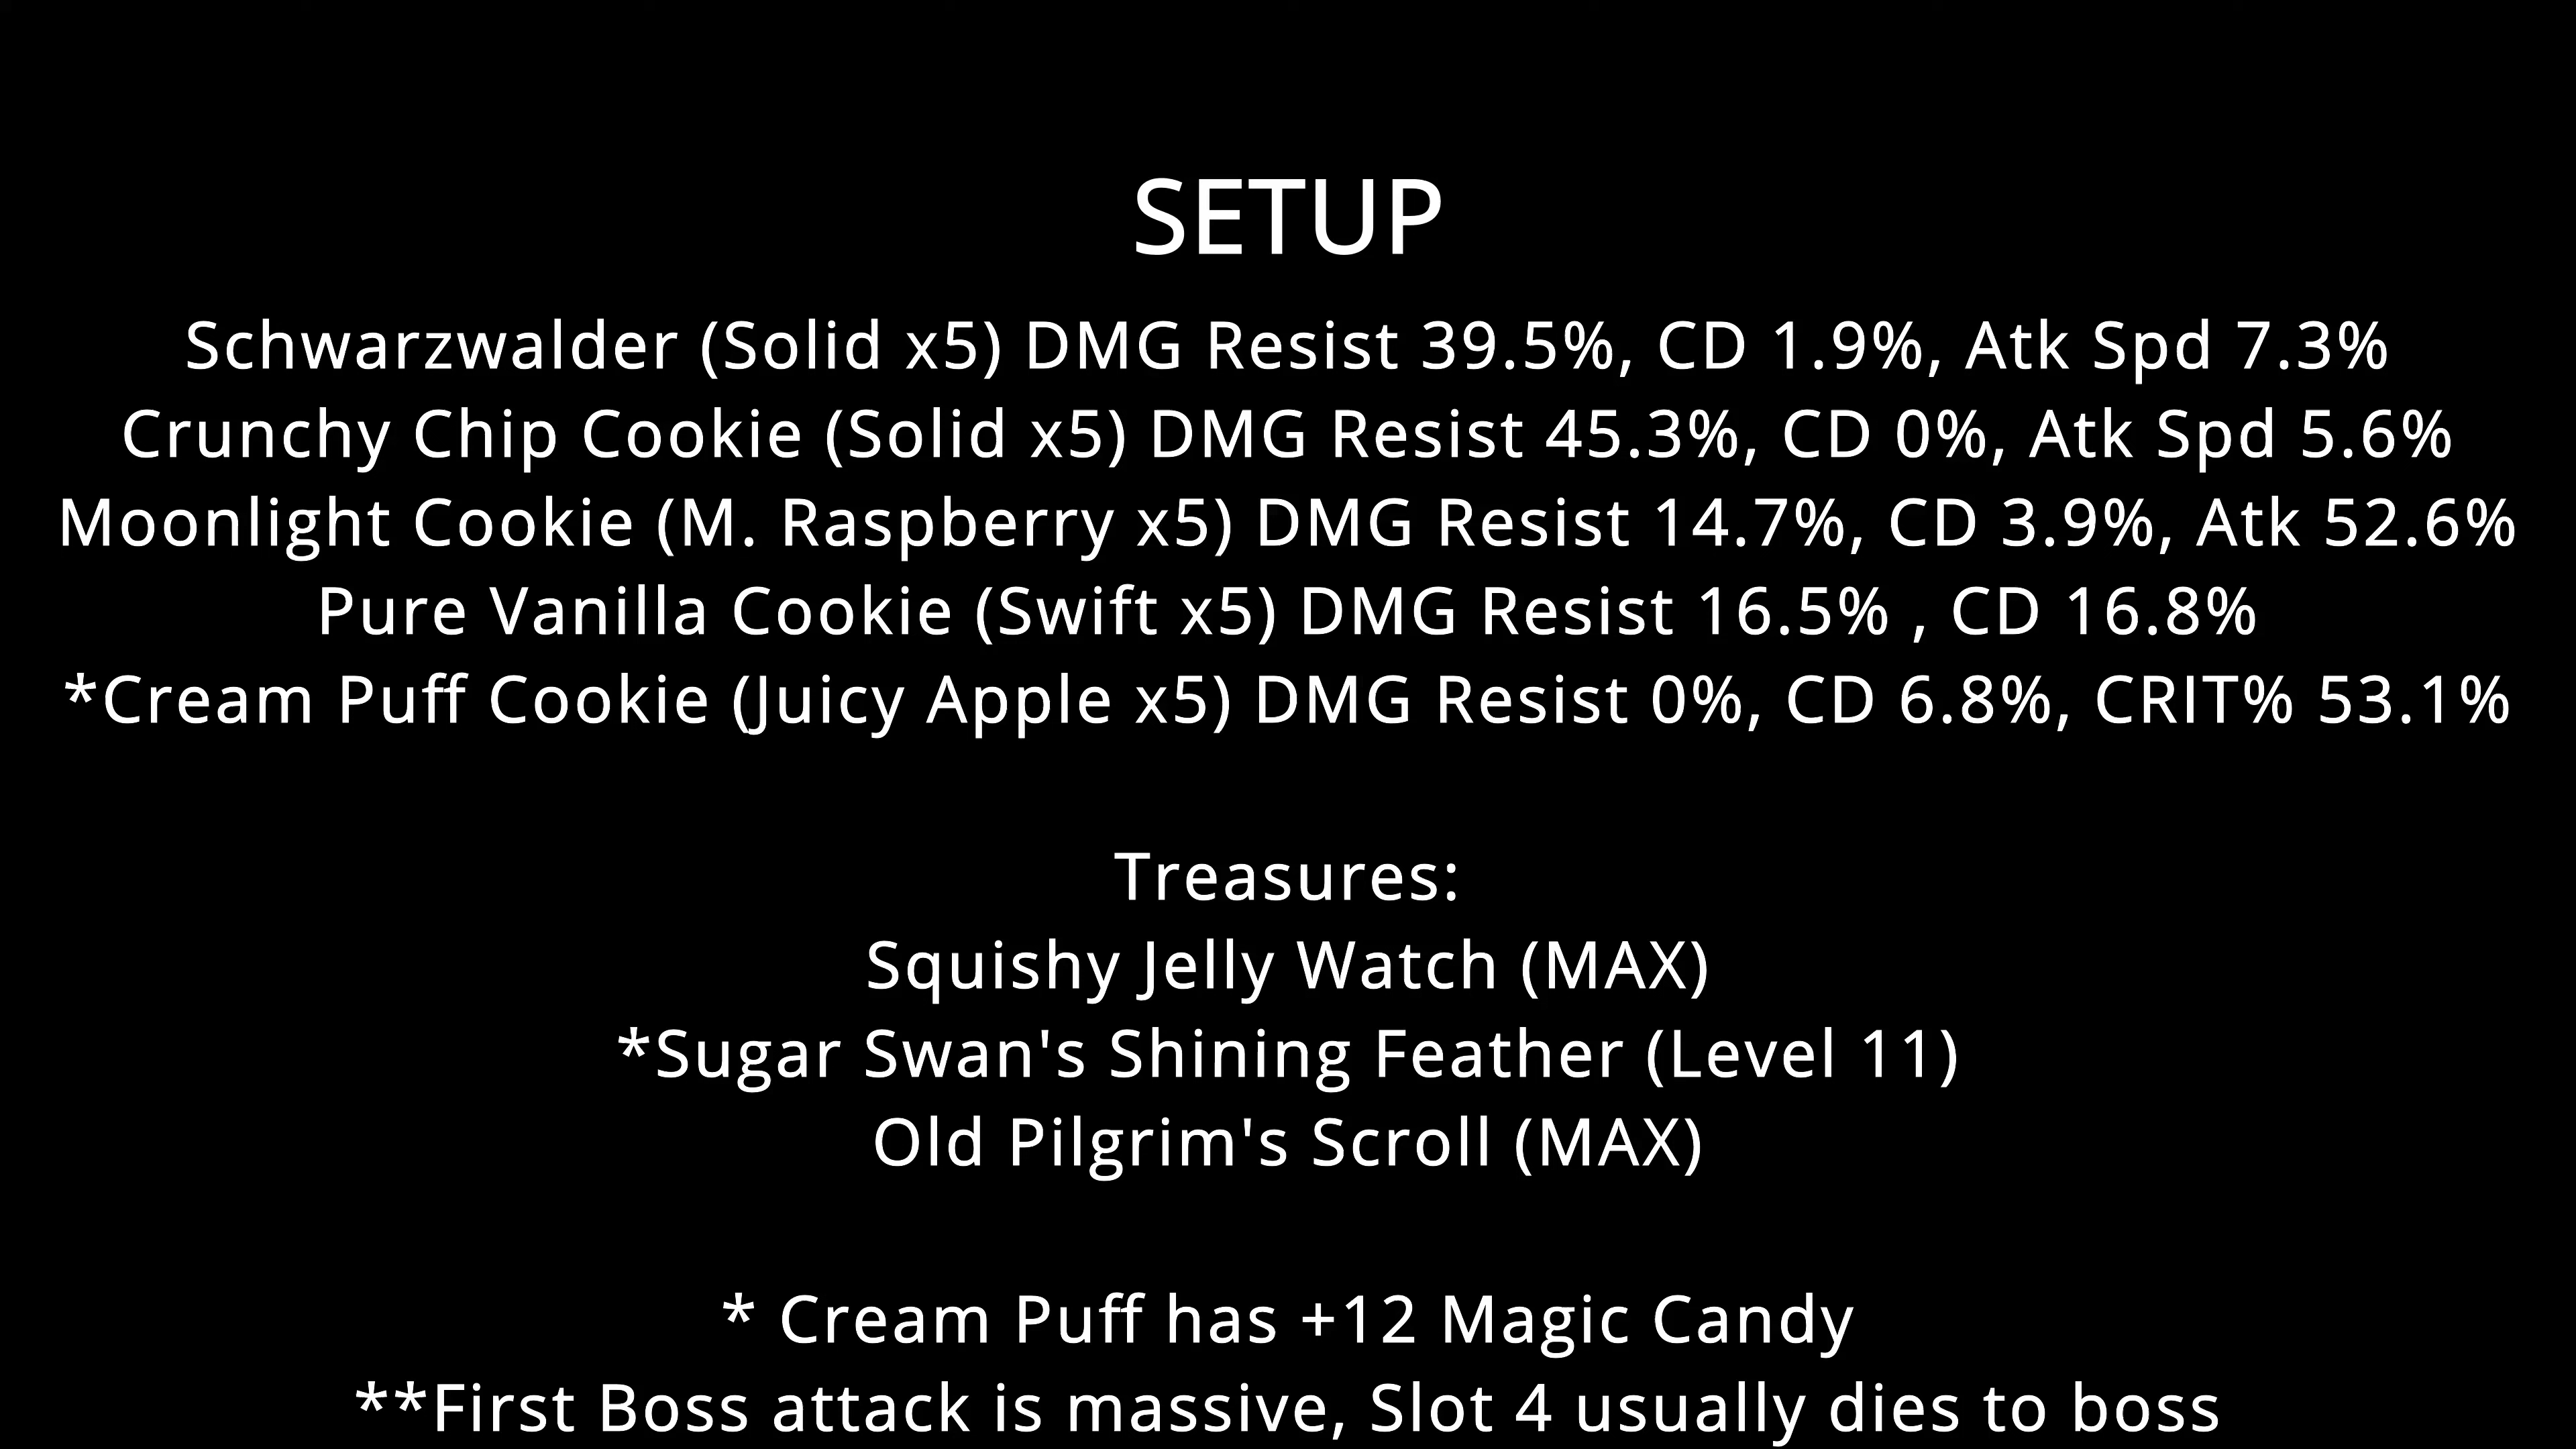 SETUP
Schwarzwalder (Solid x5) DMG Resist 39.5%, CD 1.9%, Atk Spd 7.3%
Crunchy Chip Cookie (Solid x5) DMG Resist 45.3%, CD 0%, Atk Spd 5.6%
Moonlight Cookie (M. Raspberry x5) DMG Resist 14.7%, CD 3.9%, Atk 52.6%
Pure Vanilla Cookie (Swift x5) DMG Resist 16.5% , CD 16.8%
*Cream Puff Cookie (Juicy Apple x5) DMG Resist 0%, CD 6.8%, CRIT% 53.1%
Treasures:
Squishy Jelly Watch (MAX)
*Sugar Swan's Shining Feather (Level 11)
Old Pilgrim's Scroll (MAX)
* Cream Puff has +12 Magic Candy
**First Boss attack is massive, Slot 4 usually dies to boss